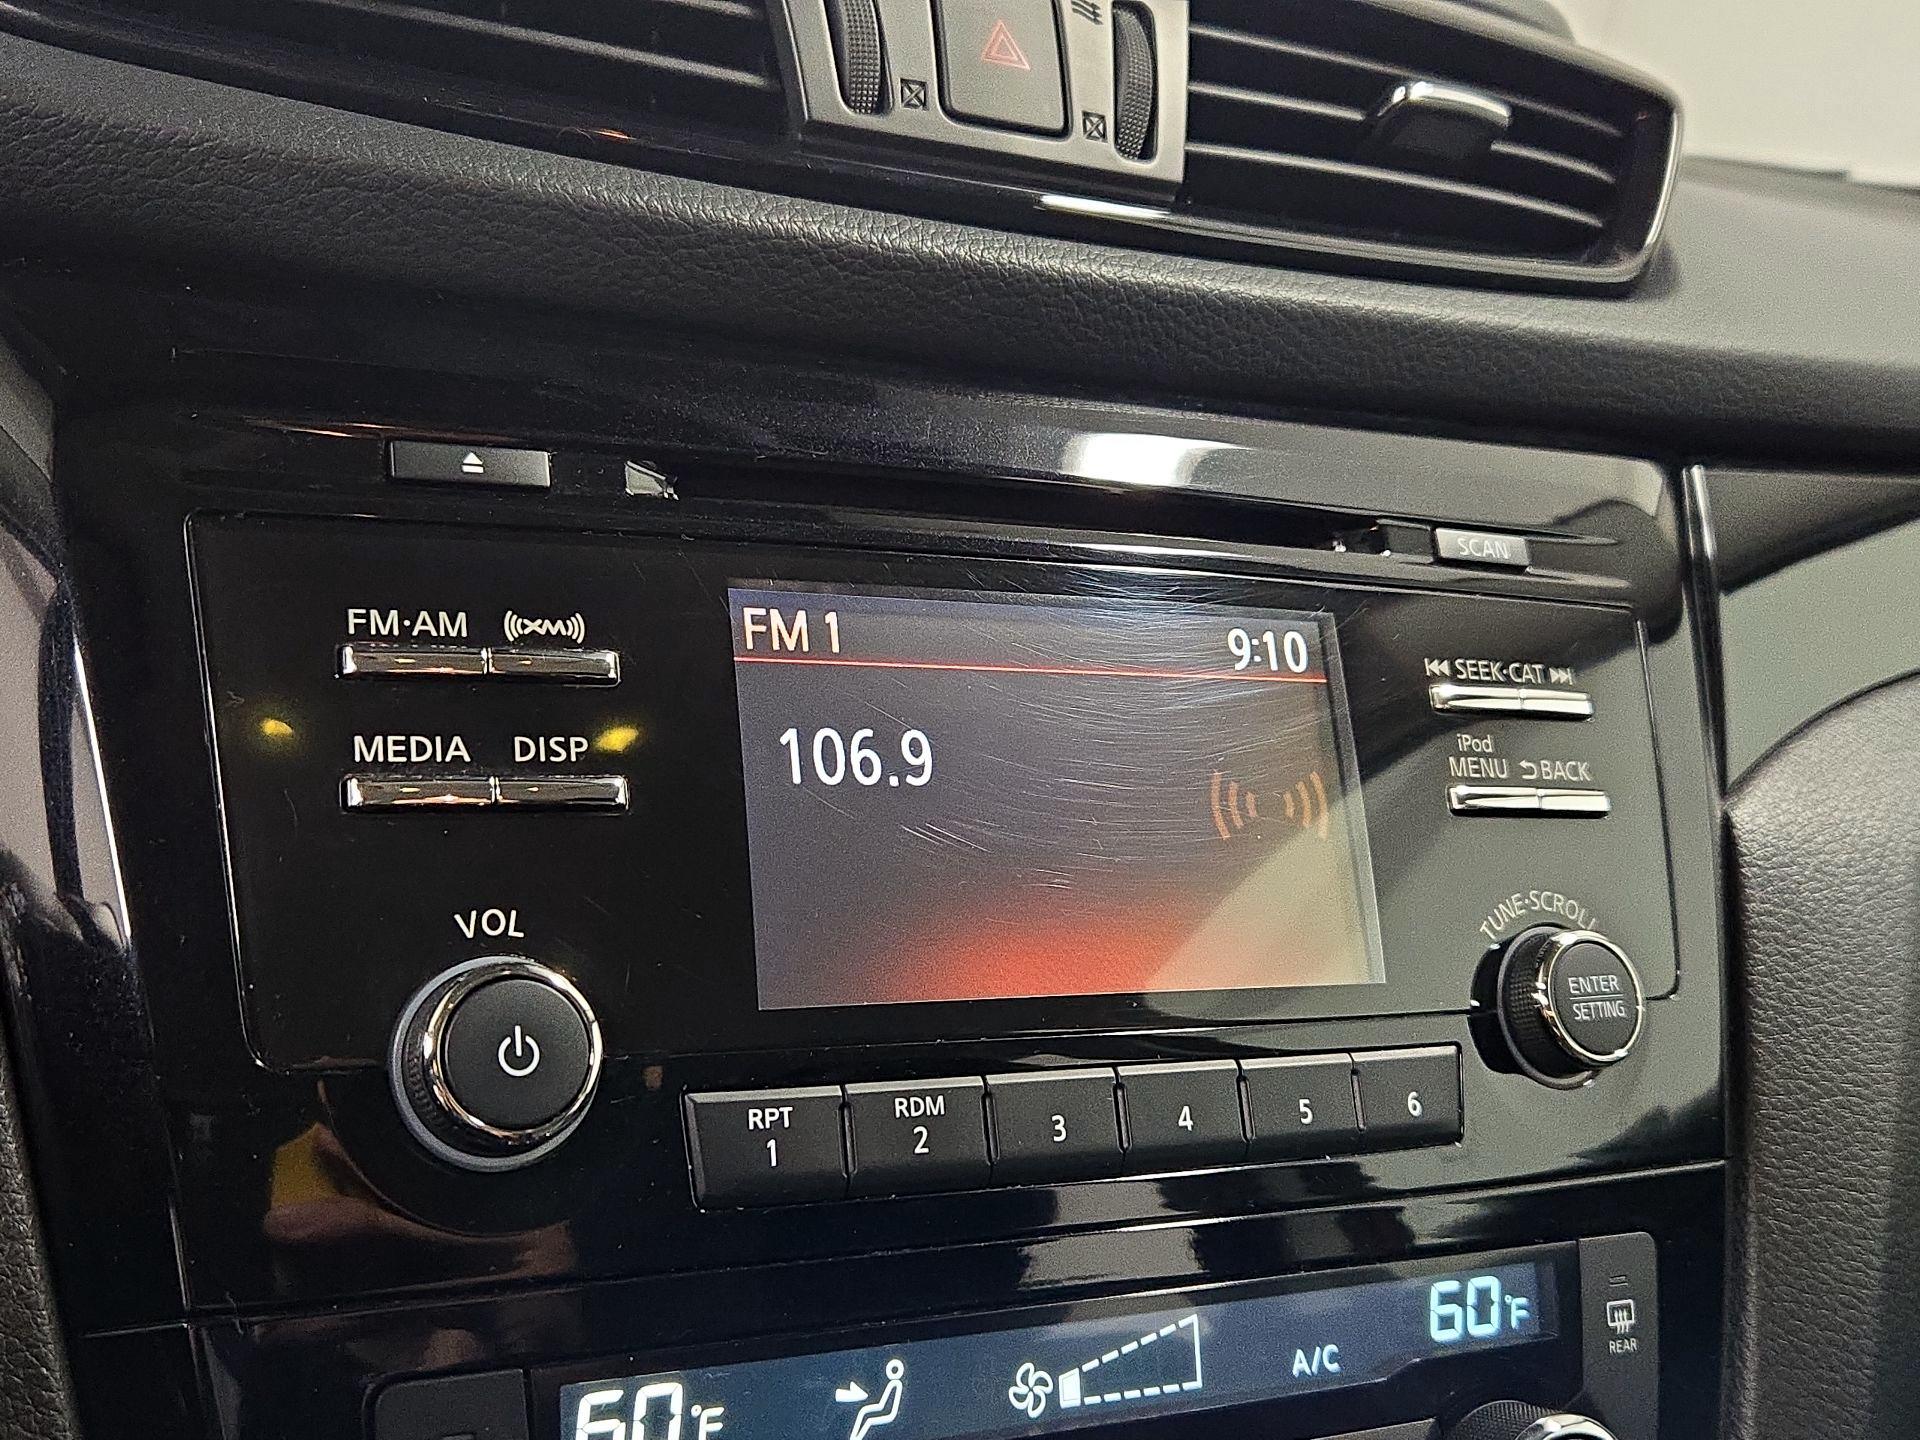 SCAN
FM·AM XM
FM 1 9:10
SEEK·CAT
106.9
MEDIA DISP
iPod
MENU BACK
VOL
TUNE·SCROLL
ENTER
SETTING
RPT
1
RDM
2
3
4
5
6
60°F
A/C
60°F
REAR